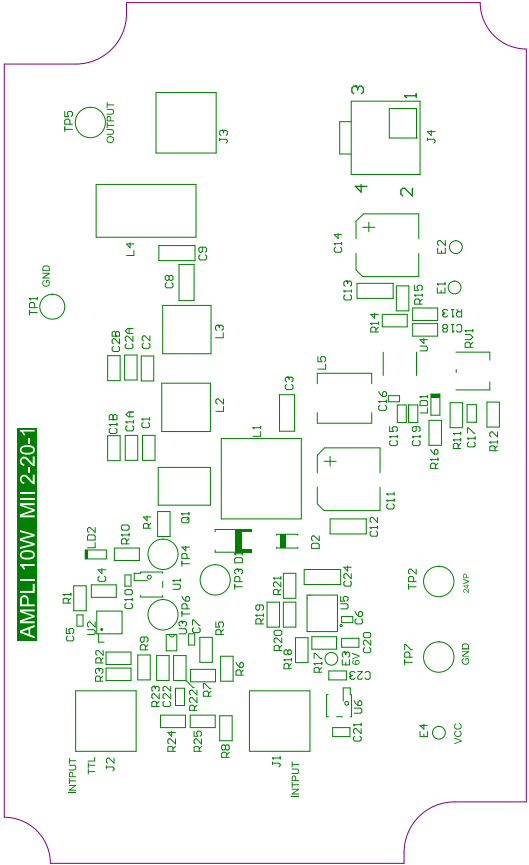 3
1
TP5
OUTPUT
J3
J4
4
2
L4
C9
C14
E2
C8
GND
TP1
C13
E1
R15
R13
L3
R14
C18
C2B
C2A
C2
U4
RV1
L5
C3
C16
LD1
L2
C1B
C1A
C1
C15
C19
R11
C17
R12
L1
R16
AMPLI 10W MII 2-20-1
C11
Q1
R4
C12
LD2
R10
D1
D2
TP4
C4
U1
TP3
R21
C24
TP2
24VP
R1
C10
TP6
R19
U5
C6
C5
U2
U3
C7
R5
R20
C20
R9
R2
R18
R17
E3
6V
TP7
GND
R3
R6
C23
R23
C22
R22
R7
U6
R24
R25
R8
C21
E4
VCC
INTPUT
TTL
J2
J1
INTPUT